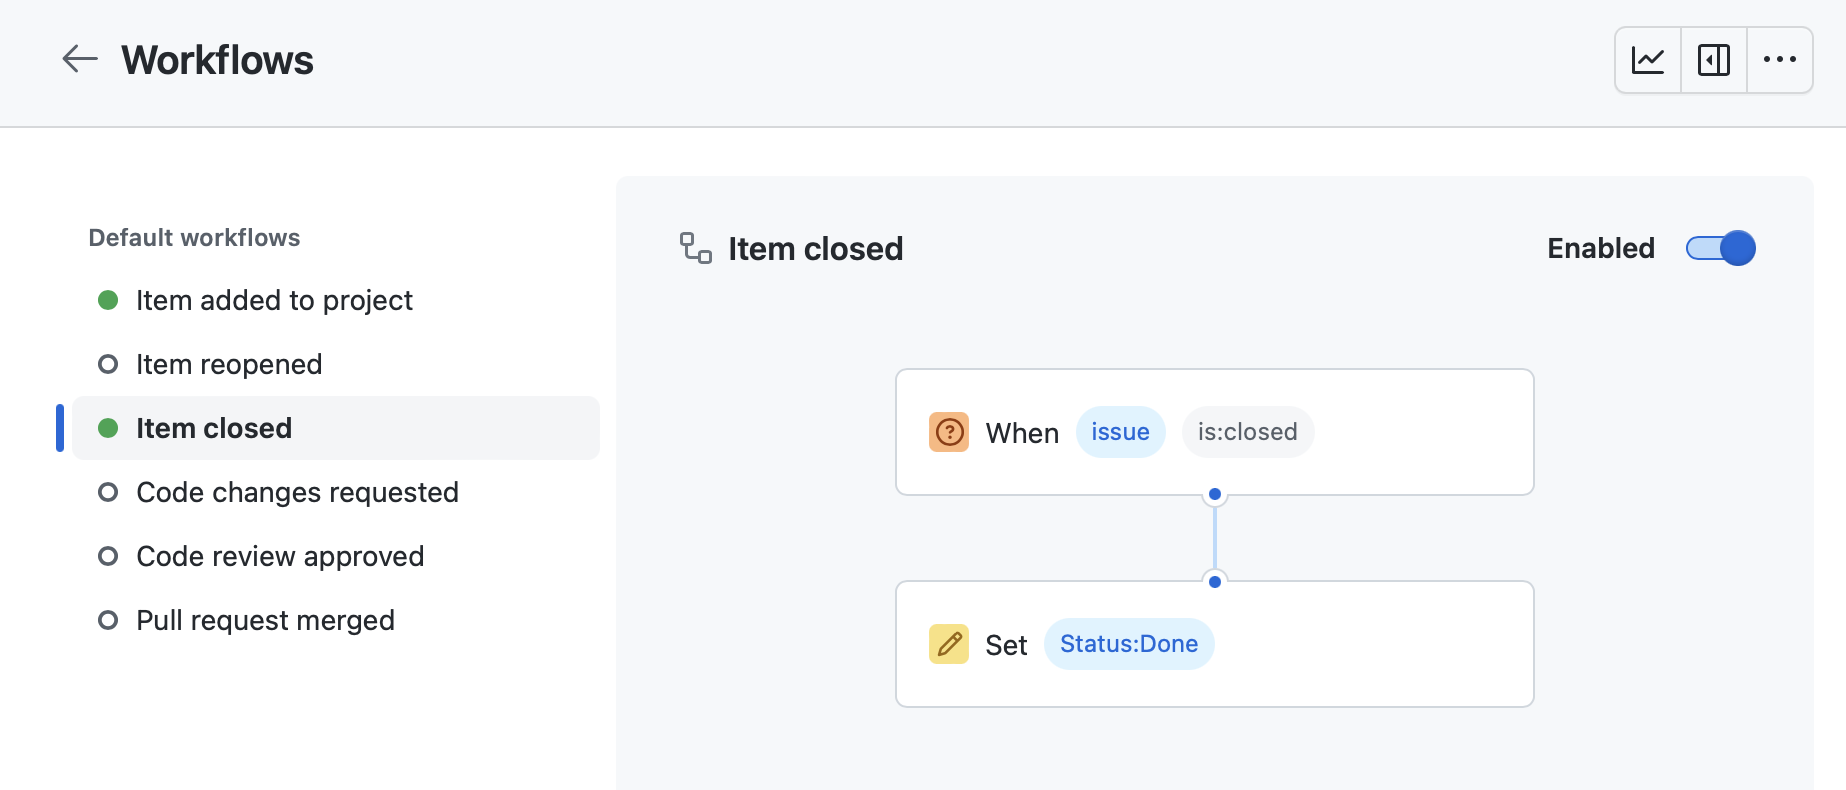 Workflows
Default workflows
Item added to project
Item reopened
Item closed
Code changes requested
Code review approved
Pull request merged
Item closed
Enabled
When issue is:closed
Set Status:Done